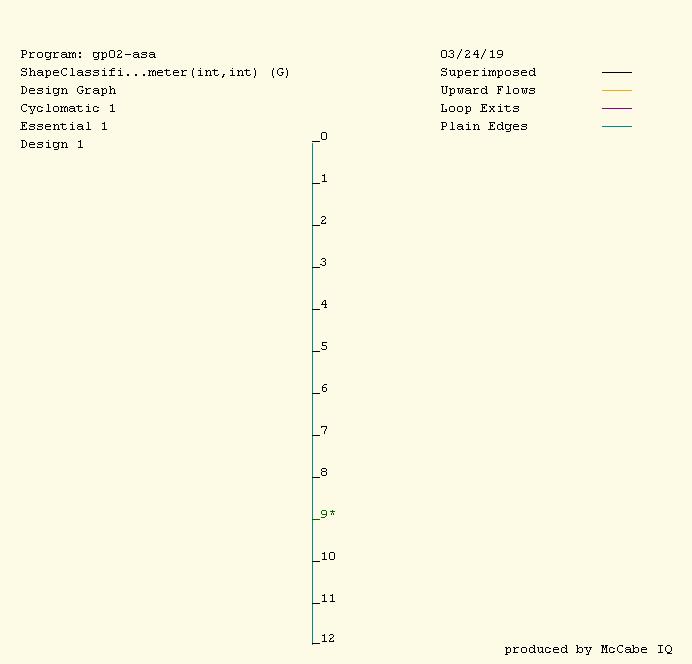 Program: gp02-asa
ShapeClassifi...meter(int,int) (G)
Design Graph
Cyclomatic 1
Essential 1
Design 1
03/24/19
Superimposed
Upward Flows
Loop Exits
Plain Edges
0
1
2
3
4
5
6
7
8
9*
10
11
12
produced by McCabe IQ